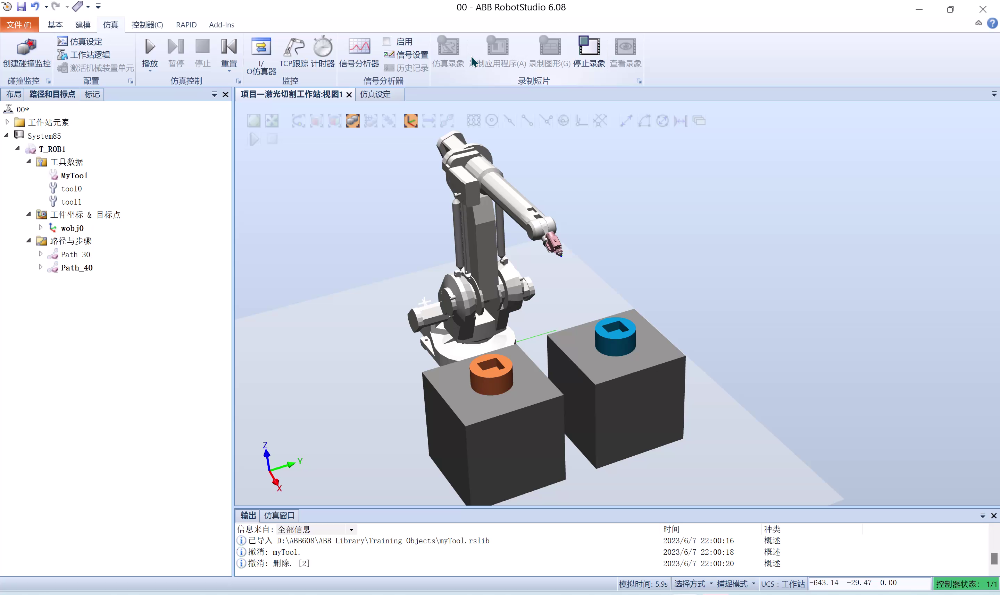 00 - ABB RobotStudio 6.08
文件(F) 基本 建模 仿真 控制器(C) RAPID Add-Ins
创建碰撞监控
仿真设定
工作站逻辑
激活机械装置单元
播放 暂停 停止 重置
I/
O仿真器
TCP跟踪 计时器
信号分析器
启用
信号设置
历史记录
仿真录象 制应用程序(A) 录制图形(G) 停止录象 查看录象
碰撞监控 配置 仿真控制 监控 信号分析器 录制短片
布局 路径和目标点 标记
项目一激光切割工作站:视图1 仿真设定
00*
工作站元素
System85
T_ROB1
工具数据
MyTool
tool0
tool1
工件坐标 & 目标点
wobj0
路径与步骤
Path_30
Path_40
Z
Y
X
输出 仿真窗口
信息来自: 全部信息 时间 种类
已导入 D:\ABB608\ABB Library\Training Objects\myTool.rslib 2023/6/7 22:00:16 概述
撤消: myTool. 2023/6/7 22:00:18 概述
撤消: 删除. [2] 2023/6/7 22:00:20 概述
模拟时间: 5.9s 选择方式 捕捉模式 UCS : 工作站 -643.14 -29.47 0.00 控制器状态: 1/1